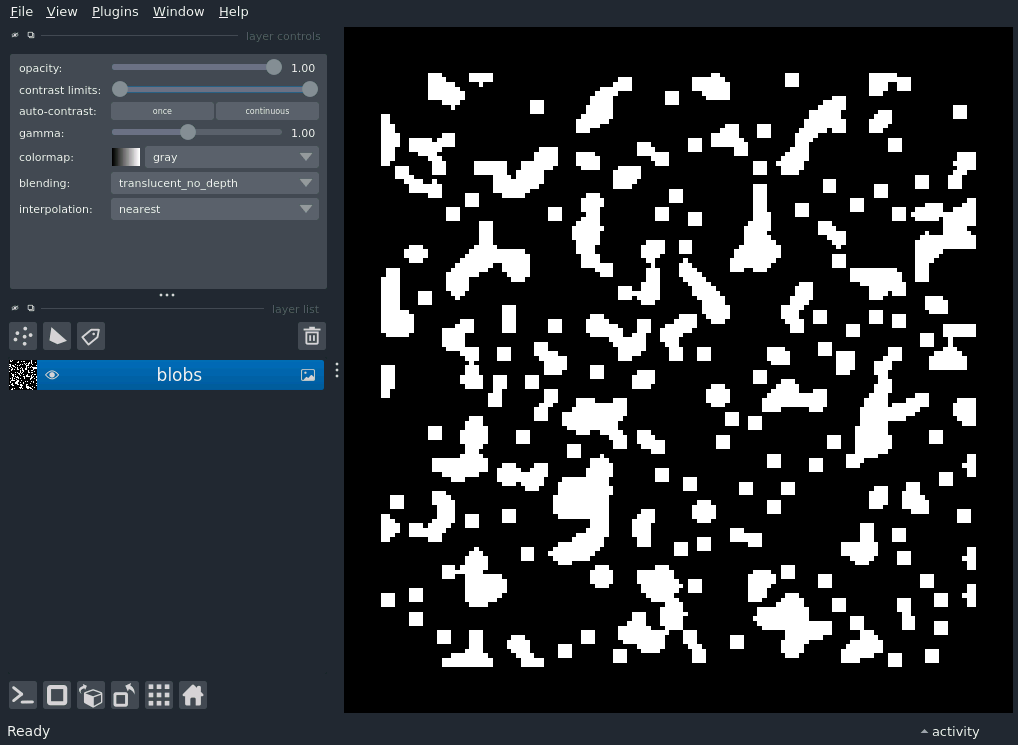 File View Plugins Window Help
layer controls
opacity: 1.00
contrast limits:
auto-contrast: once continuous
gamma: 1.00
colormap: gray
blending: translucent_no_depth
interpolation: nearest
layer list
blobs
Ready
activity